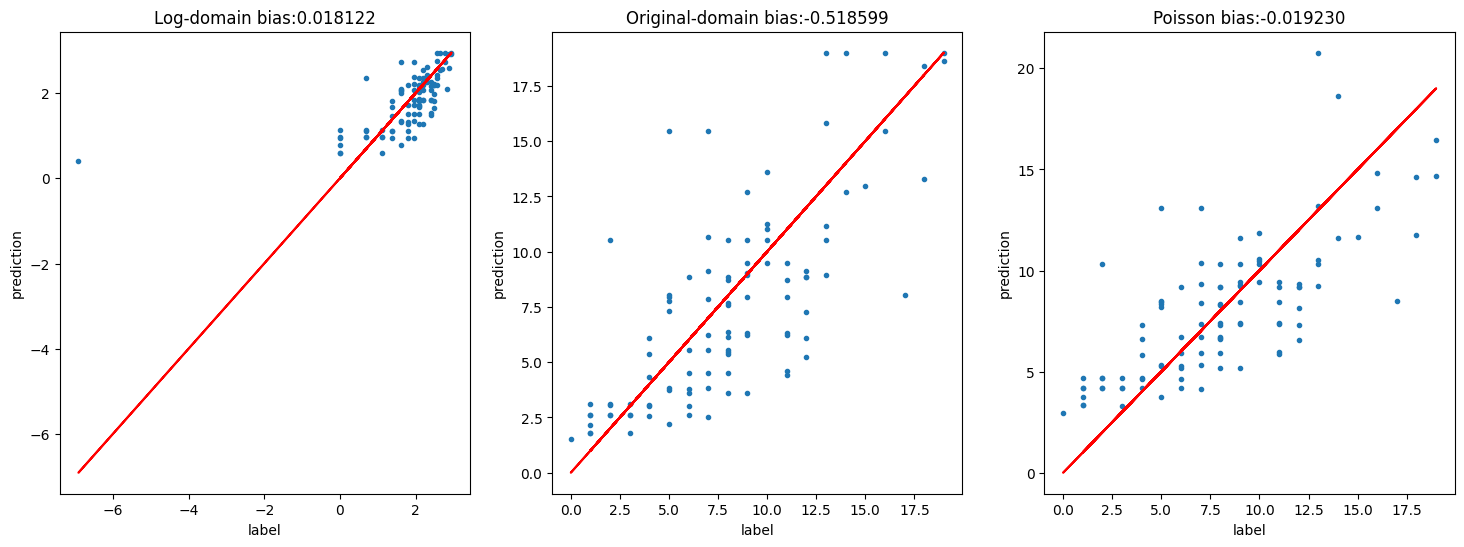 Log-domain bias:0.018122
2
0
−2
−4
−6
prediction
−6 −4 −2 0 2
label
Original-domain bias:-0.518599
17.5
15.0
12.5
10.0
7.5
5.0
2.5
0.0
prediction
0.0 2.5 5.0 7.5 10.0 12.5 15.0 17.5
label
Poisson bias:-0.019230
20
15
10
5
0
prediction
0.0 2.5 5.0 7.5 10.0 12.5 15.0 17.5
label